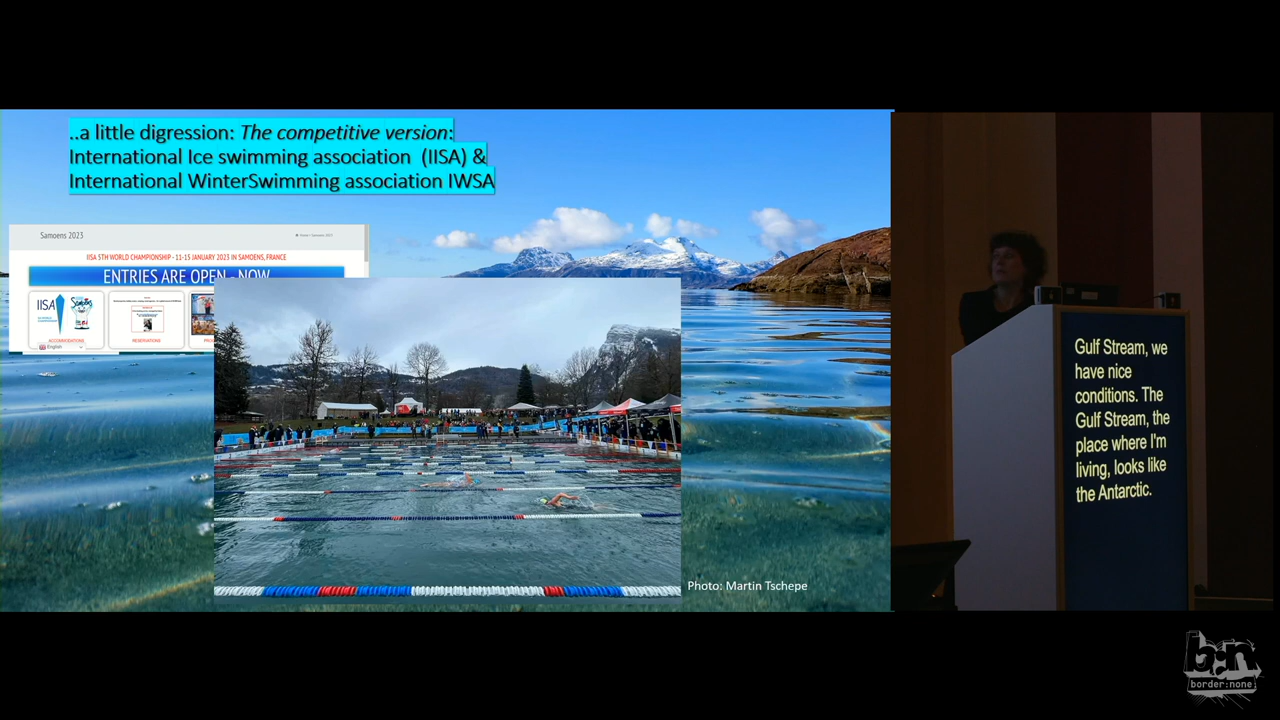 ..a little digression: The competitive version:
International Ice swimming association (IISA) &
International WinterSwimming association IWSA
Samoens 2023
IISA 5TH WORLD CHAMPIONSHIP - 11-15 JANUARY 2023 IN SAMOENS, FRANCE
ENTRIES ARE OPEN - NOW
IISA
ACCOMMODATIONS
RESERVATIONS
English
Photo: Martin Tschepe
Gulf Stream, we
have nice
conditions. The
Gulf Stream, the
place where I'm
living, looks like
the Antarctic.
b:n
border:none